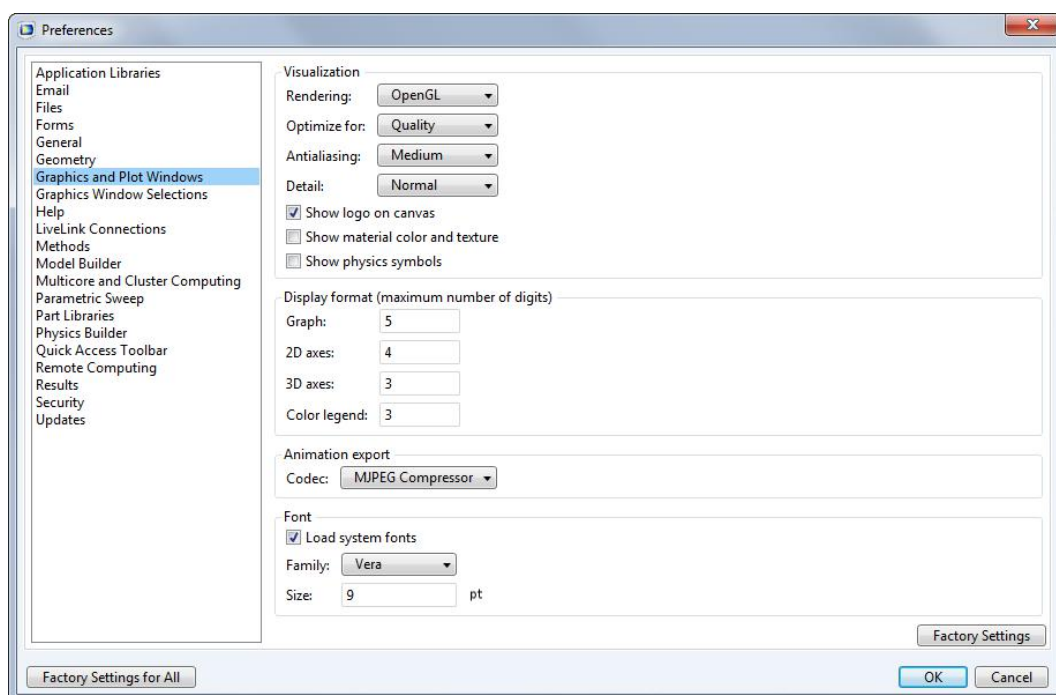 Preferences
Application Libraries
Email
Files
Forms
General
Geometry
Graphics and Plot Windows
Graphics Window Selections
Help
LiveLink Connections
Methods
Model Builder
Multicore and Cluster Computing
Parametric Sweep
Part Libraries
Physics Builder
Quick Access Toolbar
Remote Computing
Results
Security
Updates
Visualization
Rendering: OpenGL
Optimize for: Quality
Antialiasing: Medium
Detail: Normal
Show logo on canvas
Show material color and texture
Show physics symbols
Display format (maximum number of digits)
Graph: 5
2D axes: 4
3D axes: 3
Color legend: 3
Animation export
Codec: MJPEG Compressor
Font
Load system fonts
Family: Vera
Size: 9 pt
Factory Settings
Factory Settings for All OK Cancel